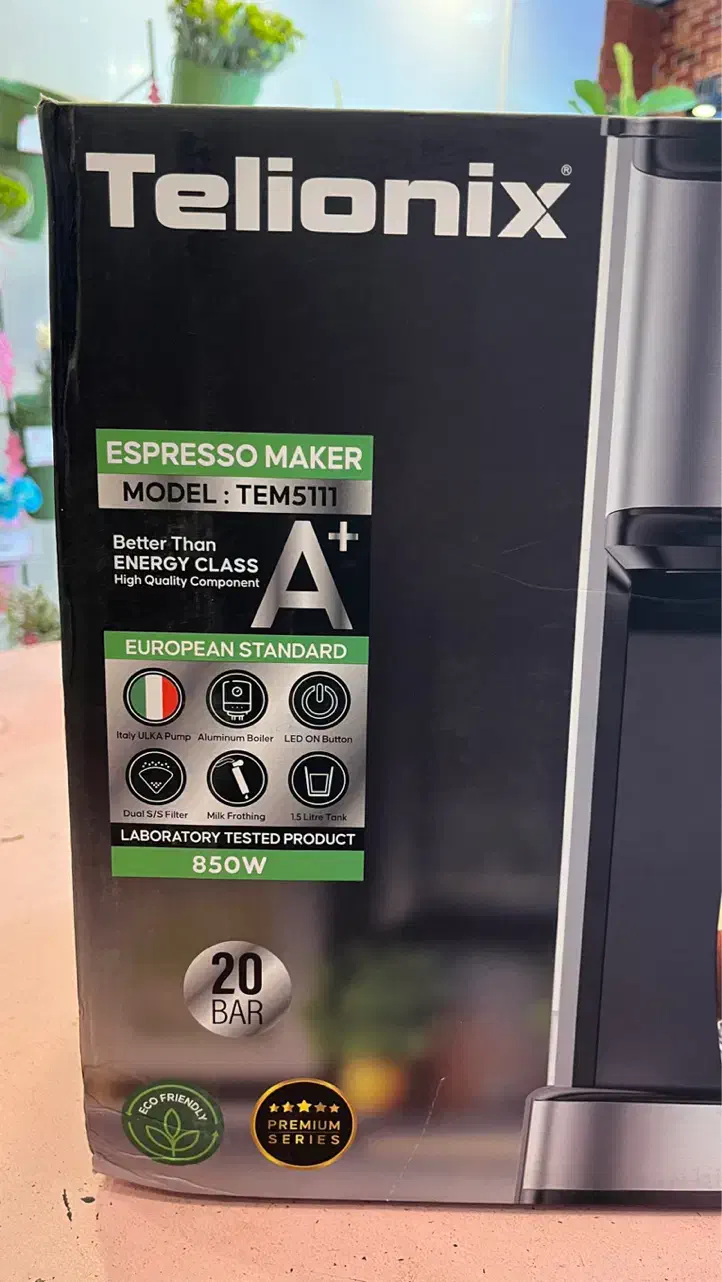 Telionix®
ESPRESSO MAKER
MODEL : TEM5111
Better Than
ENERGY CLASS
High Quality Component
A+
EUROPEAN STANDARD
Italy ULKA Pump
Aluminum Boiler
LED ON Button
Dual S/S Filter
Milk Frothing
1.5 Litre Tank
LABORATORY TESTED PRODUCT
850W
20
BAR
ECO FRIENDLY
PREMIUM
SERIES